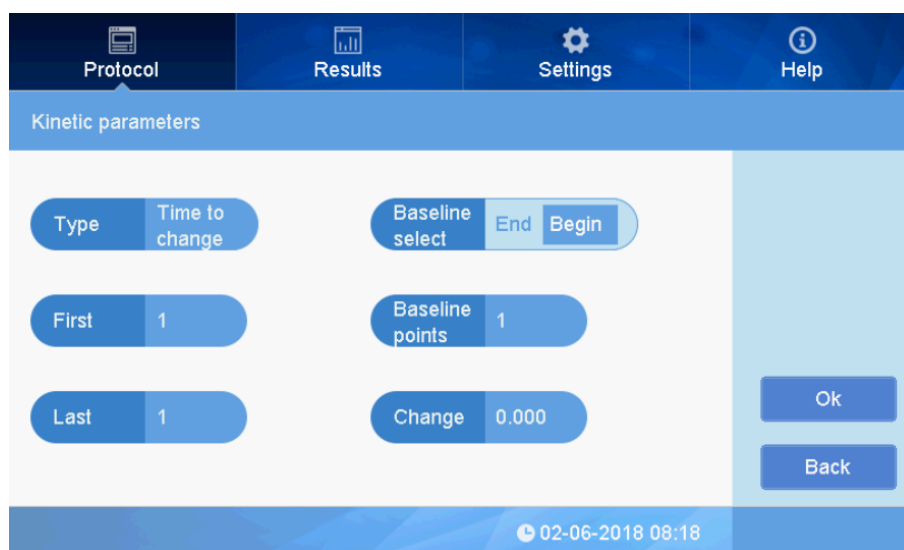 Protocol
Results
Settings
Help
Kinetic parameters
Type
Time to
change
Baseline
select
End
Begin
First
1
Baseline
points
1
Last
1
Change
0.000
Ok
Back
02-06-2018 08:18